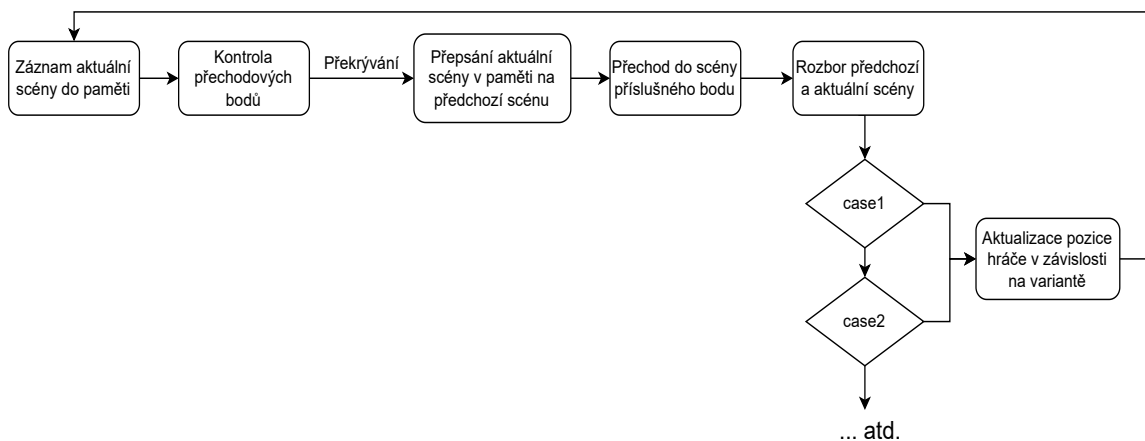 Záznam aktuální
scény do paměti
Kontrola
přechodových
bodů
Překrývání
Přepsání aktuální
scény v paměti na
předchozí scénu
Přechod do scény
příslušného bodu
Rozbor předchozí
a aktuální scény
case1
case2
Aktualizace pozice
hráče v závislosti
na variantě
... atd.